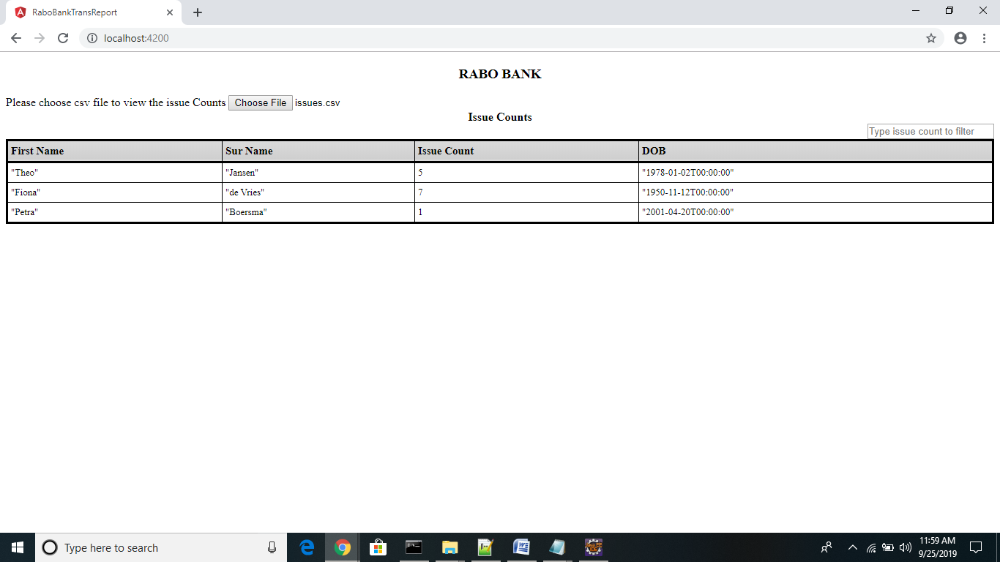 RaboBankTransReport
localhost:4200
RABO BANK
Please choose csv file to view the issue Counts Choose File issues.csv
Issue Counts
Type issue count to filter
First Name Sur Name Issue Count DOB
"Theo" "Jansen" 5 "1978-01-02T00:00:00"
"Fiona" "de Vries" 7 "1950-11-12T00:00:00"
"Petra" "Boersma" 1 "2001-04-20T00:00:00"
Type here to search
11:59 AM
9/25/2019